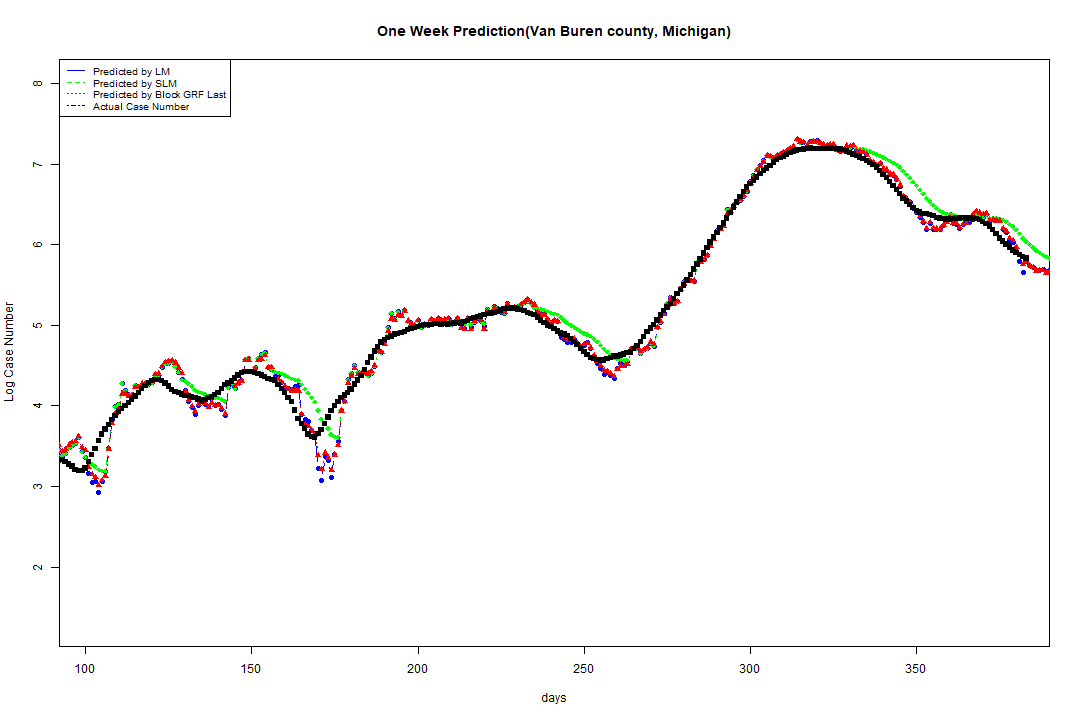 One Week Prediction(Van Buren county, Michigan)
Predicted by LM
Predicted by SLM
Predicted by Block GRF Last
Actual Case Number
8
7
6
5
4
3
2
Log Case Number
100 150 200 250 300 350
days